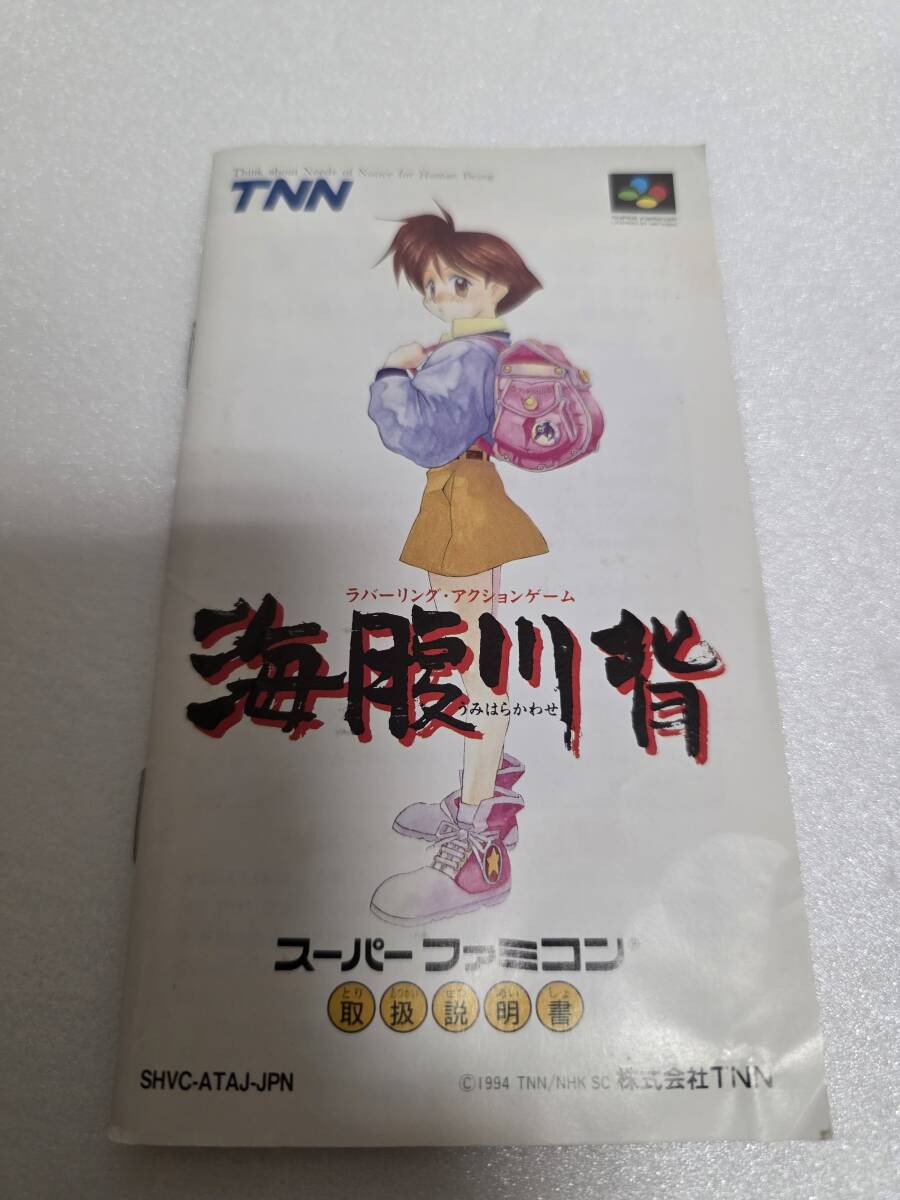 Think about Needs of Notice for Human Being
TNN
SUPER FAMICOM
ラバーリング・アクションゲーム
海腹川背
うみはらかわせ
スーパーファミコン®
とり あつかい せつ めい しょ
取扱説明書
SHVC-ATAJ-JPN
©1994 TNN/NHK SC 株式会社TNN